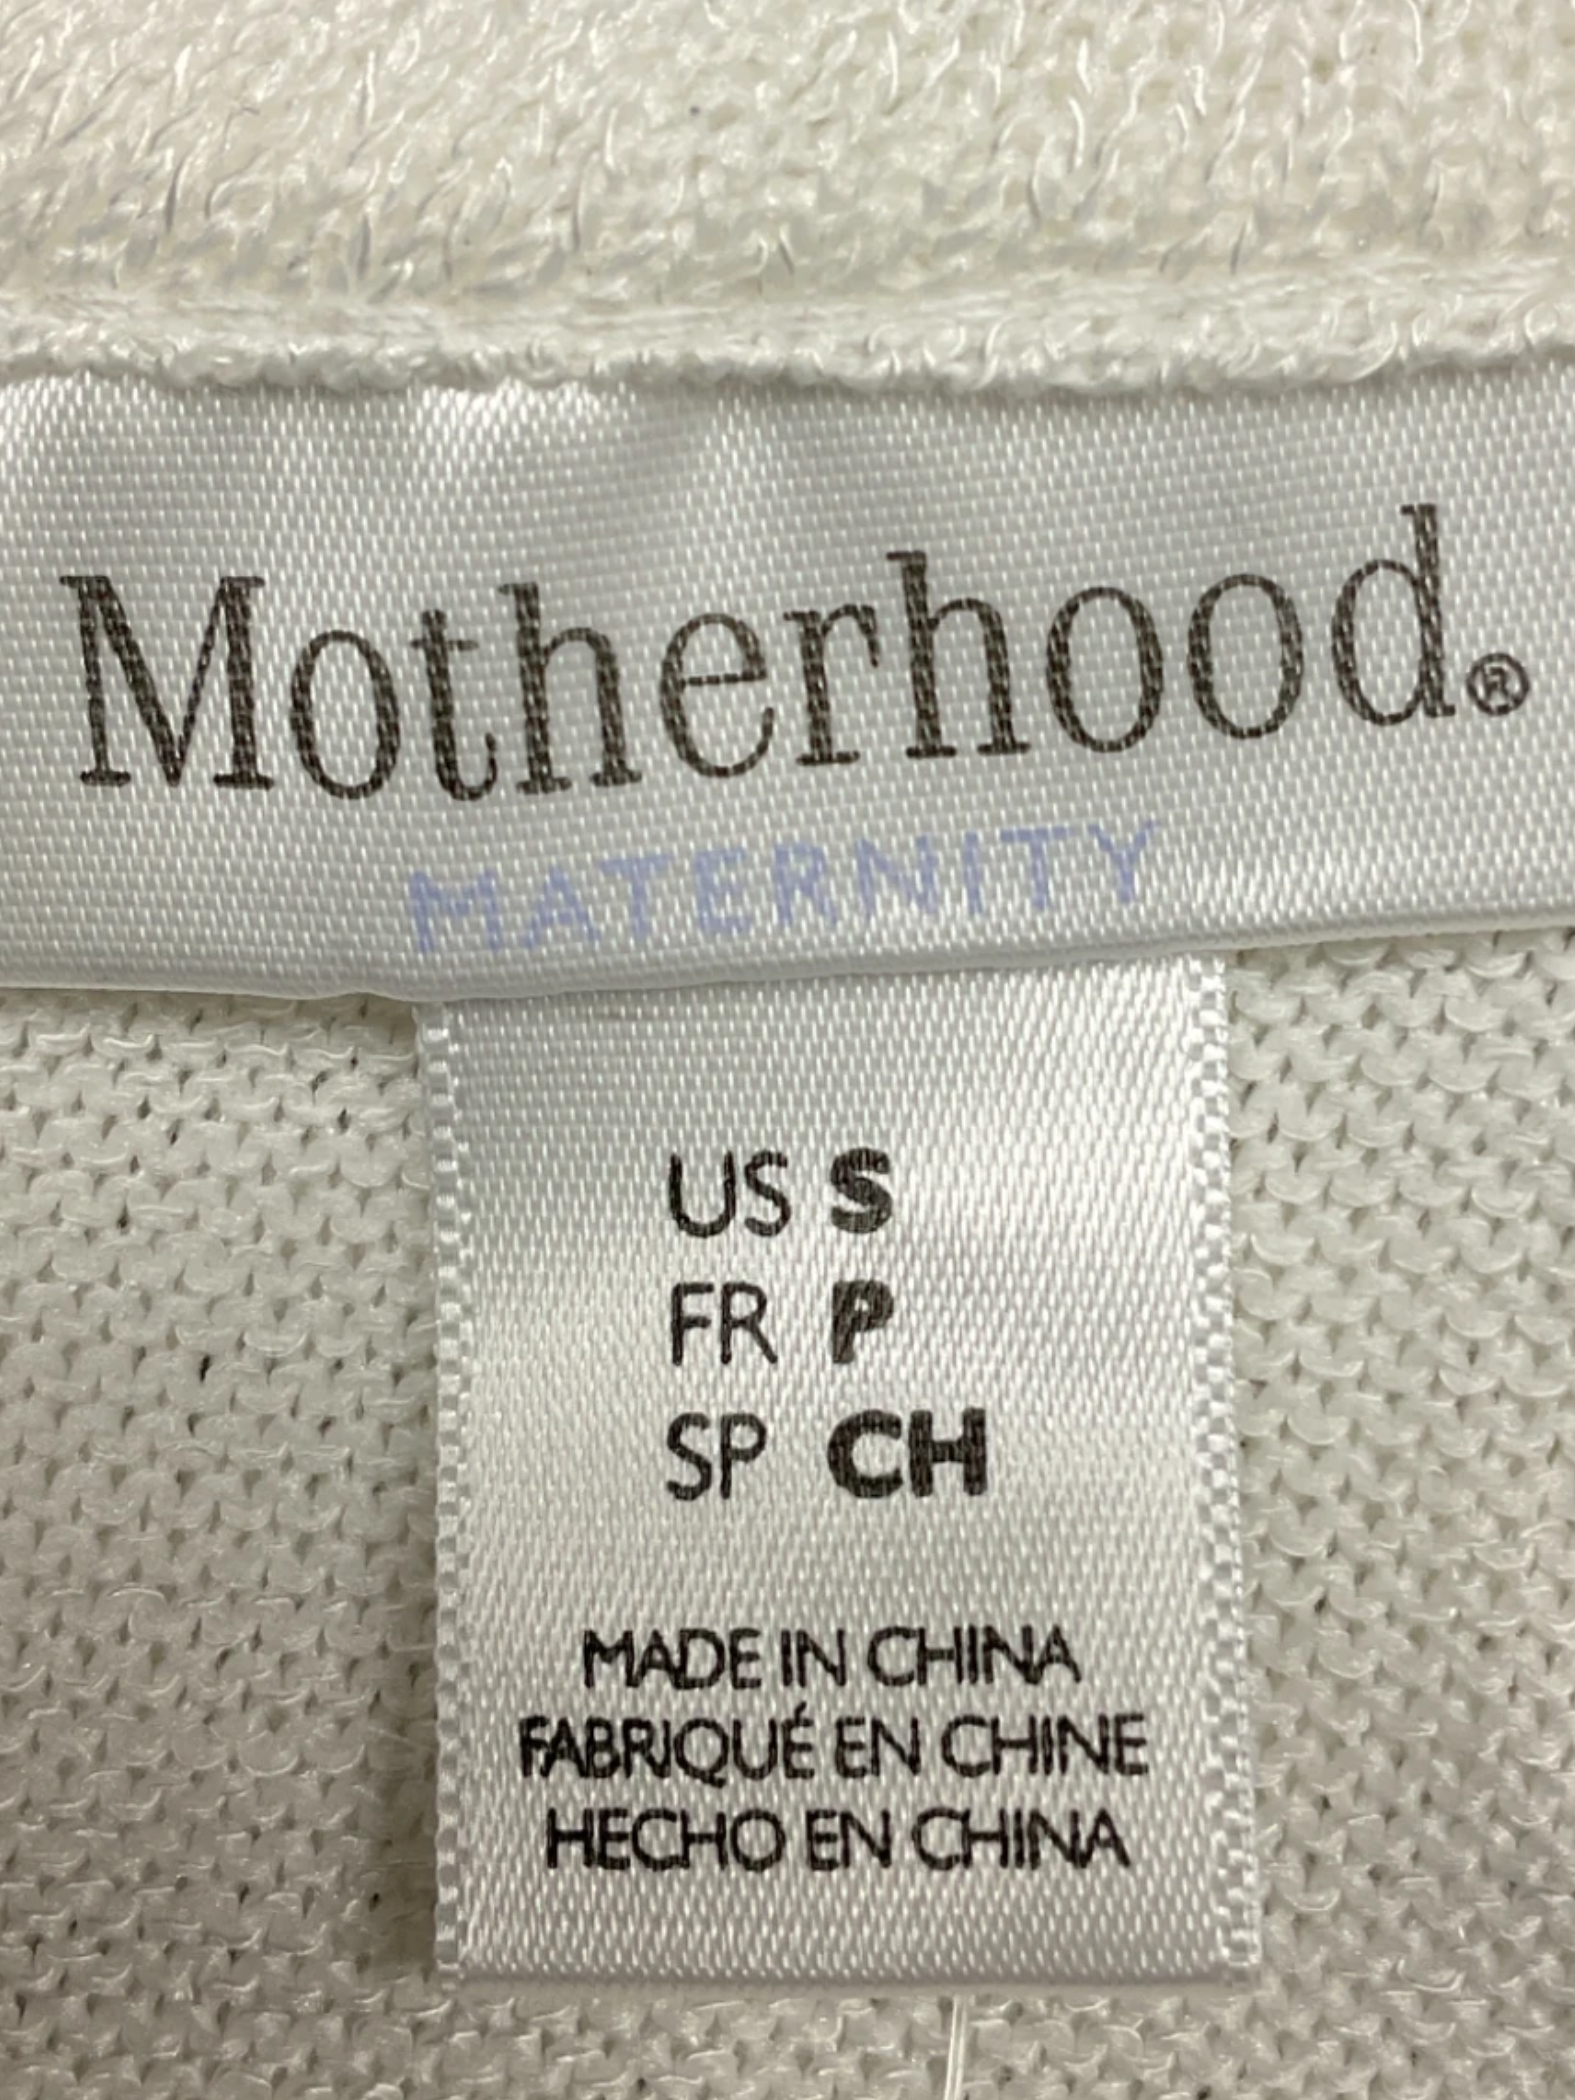 Motherhood®
MATERNITY
US S
FR P
SP CH
MADE IN CHINA
FABRIQUÉ EN CHINE
HECHO EN CHINA